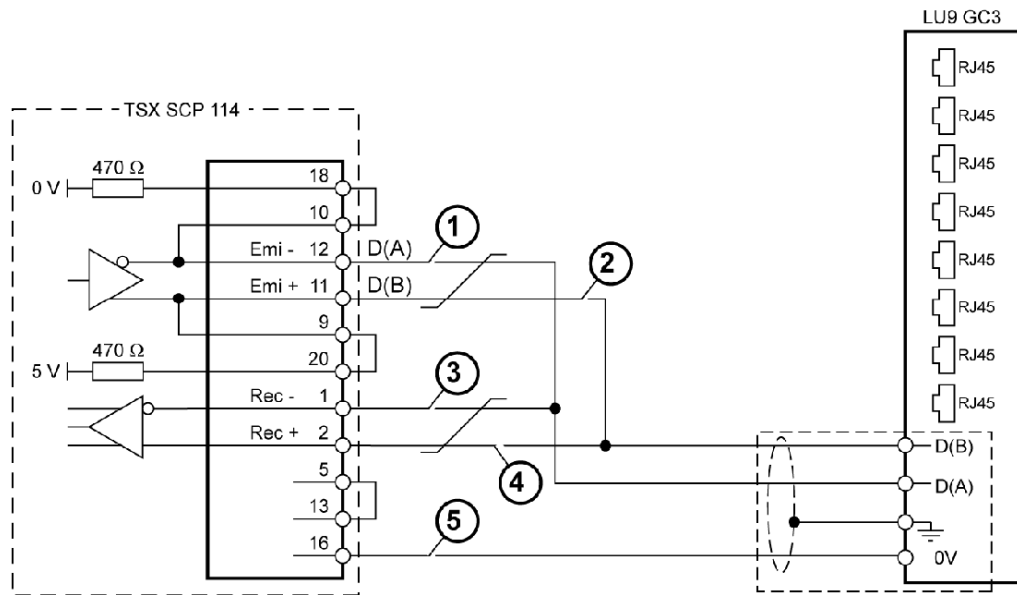 LU9 GC3
RJ45
RJ45
RJ45
RJ45
RJ45
RJ45
RJ45
RJ45
TSX SCP 114
0 V 470 Ω 18
10
Emi - 12 D(A) 1
Emi + 11 D(B) 2
9
5 V 470 Ω 20
Rec - 1 3
Rec + 2 4 D(B)
5 D(A)
13
16 5 0V